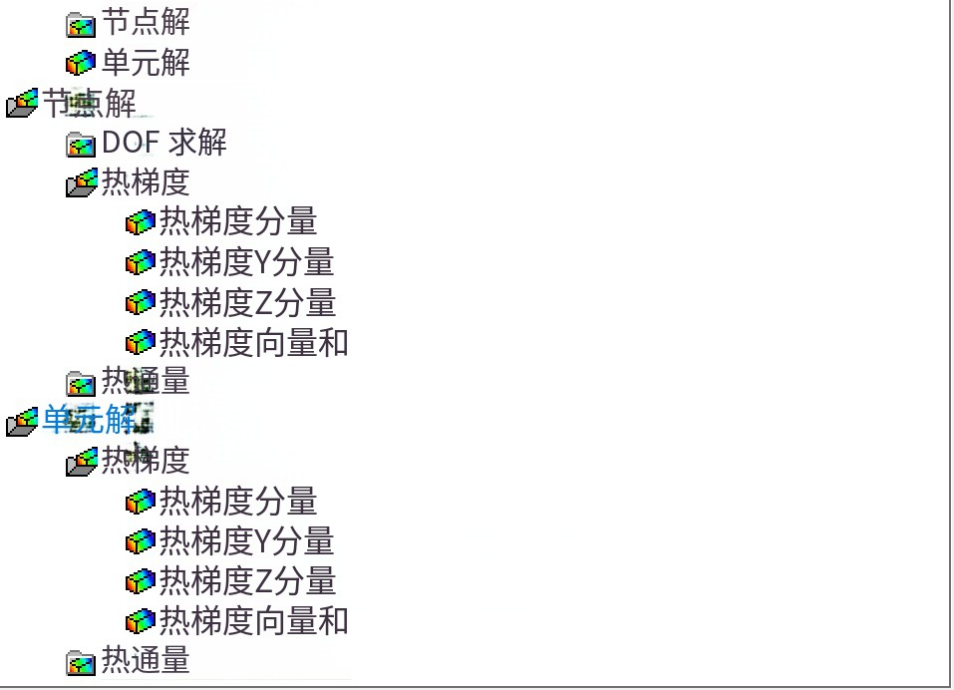 节点解
单元解
节点解
DOF 求解
热梯度
热梯度分量
热梯度Y分量
热梯度Z分量
热梯度向量和
热通量
单元解
热梯度
热梯度分量
热梯度Y分量
热梯度Z分量
热梯度向量和
热通量